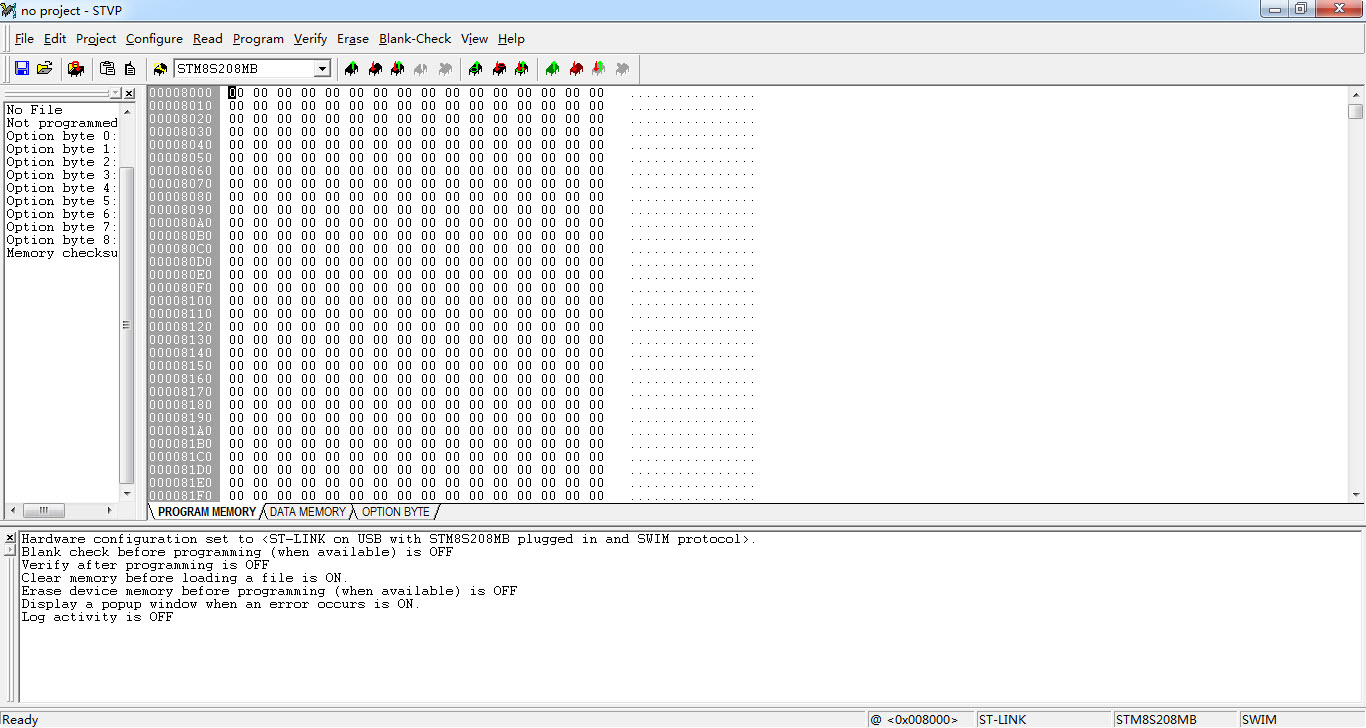 no project - STVP
File Edit Project Configure Read Program Verify Erase Blank-Check View Help
STM8S208MB
No File
Not programmed
Option byte 0:
Option byte 1:
Option byte 2:
Option byte 3:
Option byte 4:
Option byte 5:
Option byte 6:
Option byte 7:
Option byte 8:
Memory checksu
00008000 00 00 00 00 00 00 00 00 00 00 00 00 00 00 00 00 ................
00008010 00 00 00 00 00 00 00 00 00 00 00 00 00 00 00 00 ................
00008020 00 00 00 00 00 00 00 00 00 00 00 00 00 00 00 00 ................
00008030 00 00 00 00 00 00 00 00 00 00 00 00 00 00 00 00 ................
00008040 00 00 00 00 00 00 00 00 00 00 00 00 00 00 00 00 ................
00008050 00 00 00 00 00 00 00 00 00 00 00 00 00 00 00 00 ................
00008060 00 00 00 00 00 00 00 00 00 00 00 00 00 00 00 00 ................
00008070 00 00 00 00 00 00 00 00 00 00 00 00 00 00 00 00 ................
00008080 00 00 00 00 00 00 00 00 00 00 00 00 00 00 00 00 ................
00008090 00 00 00 00 00 00 00 00 00 00 00 00 00 00 00 00 ................
000080A0 00 00 00 00 00 00 00 00 00 00 00 00 00 00 00 00 ................
000080B0 00 00 00 00 00 00 00 00 00 00 00 00 00 00 00 00 ................
000080C0 00 00 00 00 00 00 00 00 00 00 00 00 00 00 00 00 ................
000080D0 00 00 00 00 00 00 00 00 00 00 00 00 00 00 00 00 ................
000080E0 00 00 00 00 00 00 00 00 00 00 00 00 00 00 00 00 ................
000080F0 00 00 00 00 00 00 00 00 00 00 00 00 00 00 00 00 ................
00008100 00 00 00 00 00 00 00 00 00 00 00 00 00 00 00 00 ................
00008110 00 00 00 00 00 00 00 00 00 00 00 00 00 00 00 00 ................
00008120 00 00 00 00 00 00 00 00 00 00 00 00 00 00 00 00 ................
00008130 00 00 00 00 00 00 00 00 00 00 00 00 00 00 00 00 ................
00008140 00 00 00 00 00 00 00 00 00 00 00 00 00 00 00 00 ................
00008150 00 00 00 00 00 00 00 00 00 00 00 00 00 00 00 00 ................
00008160 00 00 00 00 00 00 00 00 00 00 00 00 00 00 00 00 ................
00008170 00 00 00 00 00 00 00 00 00 00 00 00 00 00 00 00 ................
00008180 00 00 00 00 00 00 00 00 00 00 00 00 00 00 00 00 ................
00008190 00 00 00 00 00 00 00 00 00 00 00 00 00 00 00 00 ................
000081A0 00 00 00 00 00 00 00 00 00 00 00 00 00 00 00 00 ................
000081B0 00 00 00 00 00 00 00 00 00 00 00 00 00 00 00 00 ................
000081C0 00 00 00 00 00 00 00 00 00 00 00 00 00 00 00 00 ................
000081D0 00 00 00 00 00 00 00 00 00 00 00 00 00 00 00 00 ................
000081E0 00 00 00 00 00 00 00 00 00 00 00 00 00 00 00 00 ................
000081F0 00 00 00 00 00 00 00 00 00 00 00 00 00 00 00 00 ................
PROGRAM MEMORY DATA MEMORY OPTION BYTE
Hardware configuration set to <ST-LINK on USB with STM8S208MB plugged in and SWIM protocol>.
Blank check before programming (when available) is OFF
Verify after programming is OFF
Clear memory before loading a file is ON.
Erase device memory before programming (when available) is OFF
Display a popup window when an error occurs is ON.
Log activity is OFF
Ready @ <0x008000> ST-LINK STM8S208MB SWIM